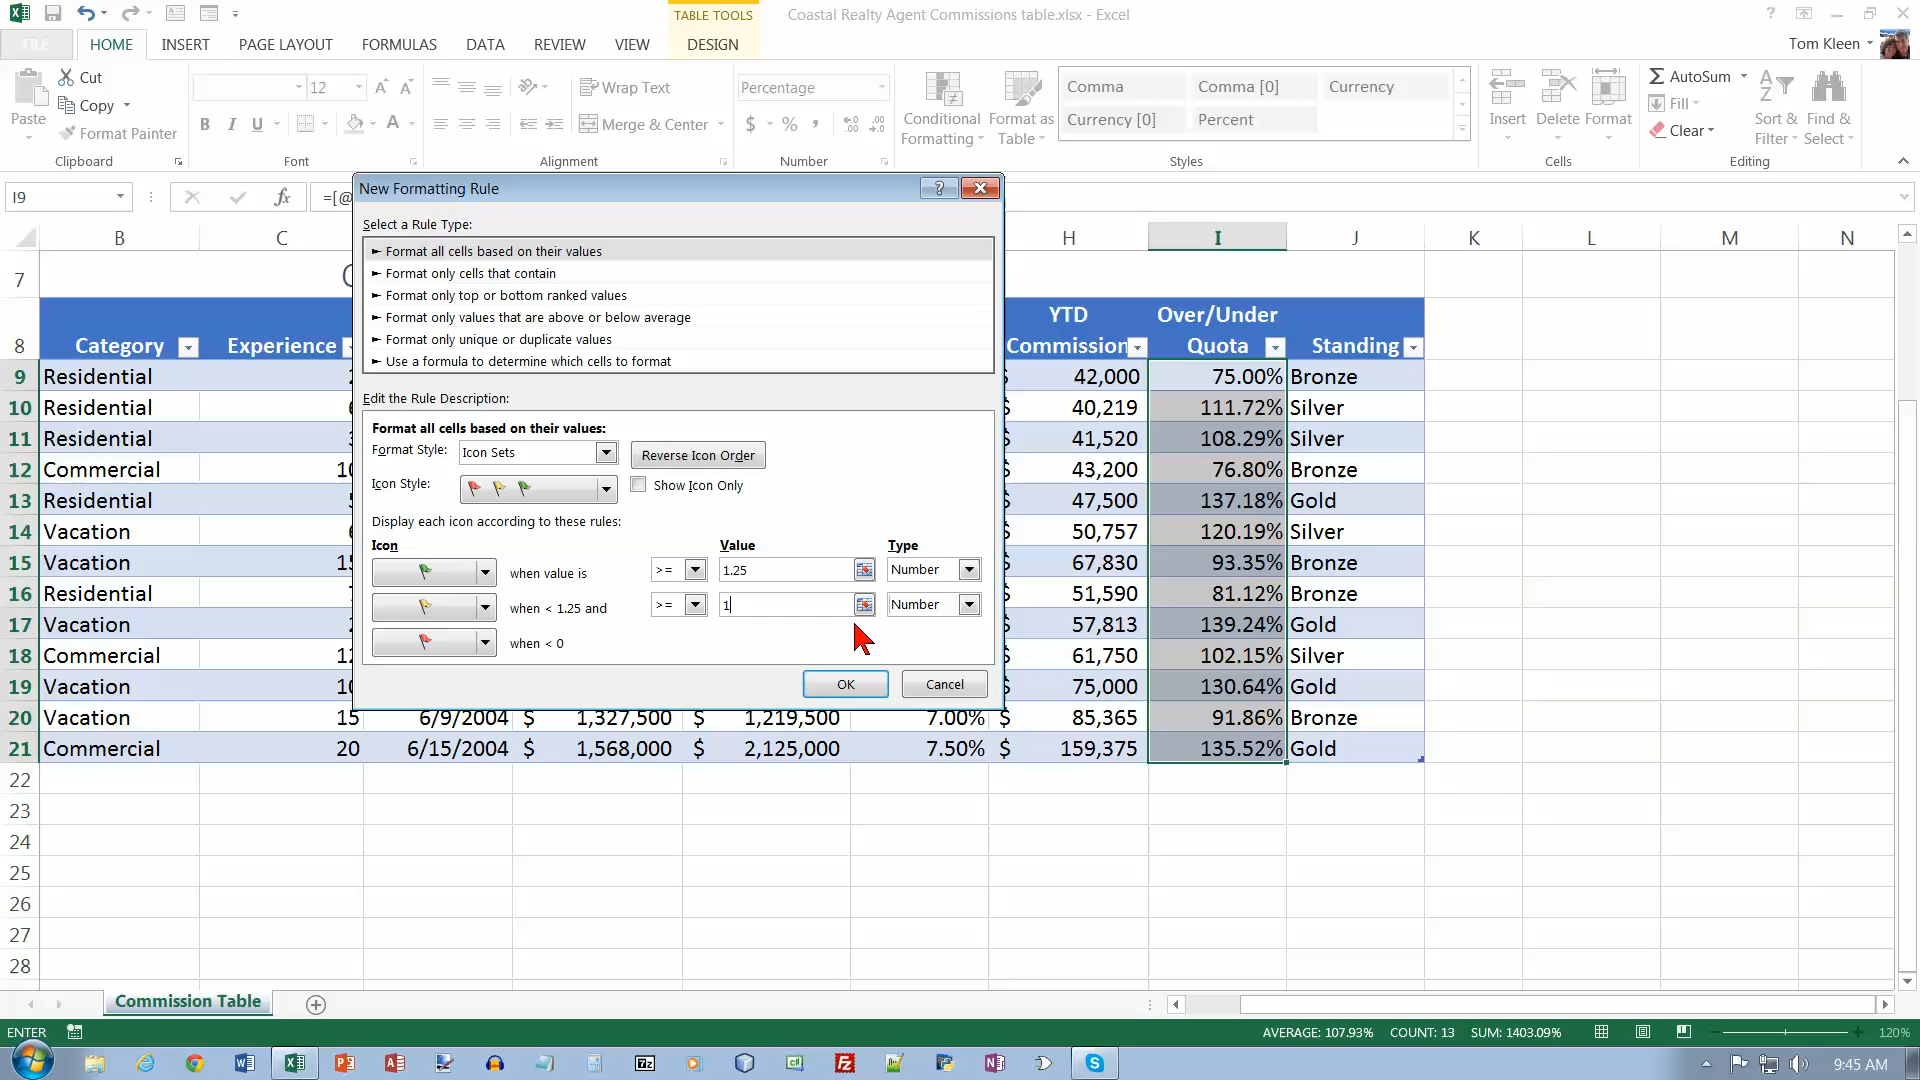 TABLE TOOLS
Coastal Realty Agent Commissions table.xlsx - Excel
FILE HOME INSERT PAGE LAYOUT FORMULAS DATA REVIEW VIEW DESIGN
Tom Kleen
Paste
Cut
Copy
Format Painter
Clipboard
12
B I U
Font
Wrap Text
Merge & Center
Alignment
Percentage
$ % ,
Number
Conditional Formatting
Format as Table
Comma Comma [0] Currency
Currency [0] Percent
Styles
Insert Delete Format
Cells
AutoSum
Fill
Clear
Sort & Filter
Find & Select
Editing
I9
fx
=[@
B C H I J K L M N
New Formatting Rule
Select a Rule Type:
► Format all cells based on their values
► Format only cells that contain
► Format only top or bottom ranked values
► Format only values that are above or below average
► Format only unique or duplicate values
► Use a formula to determine which cells to format
Edit the Rule Description:
Format all cells based on their values:
Format Style: Icon Sets Reverse Icon Order
Icon Style: Show Icon Only
Display each icon according to these rules:
Icon Value Type
when value is >= 1.25 Number
when < 1.25 and >= 1 Number
when < 0
OK Cancel
7
8 Category Experience YTD Commission Over/Under Quota Standing
9 Residential 42,000 75.00% Bronze
10 Residential $ 40,219 111.72% Silver
11 Residential $ 41,520 108.29% Silver
12 Commercial 10 $ 43,200 76.80% Bronze
13 Residential $ 47,500 137.18% Gold
14 Vacation $ 50,757 120.19% Silver
15 Vacation 15 $ 67,830 93.35% Bronze
16 Residential $ 51,590 81.12% Bronze
17 Vacation $ 57,813 139.24% Gold
18 Commercial 12 $ 61,750 102.15% Silver
19 Vacation 10 $ 75,000 130.64% Gold
20 Vacation 15 6/9/2004 $ 1,327,500 $ 1,219,500 7.00% $ 85,365 91.86% Bronze
21 Commercial 20 6/15/2004 $ 1,568,000 $ 2,125,000 7.50% $ 159,375 135.52% Gold
22
23
24
25
26
27
28
Commission Table
ENTER
AVERAGE: 107.93% COUNT: 13 SUM: 1403.09%
120%
9:45 AM